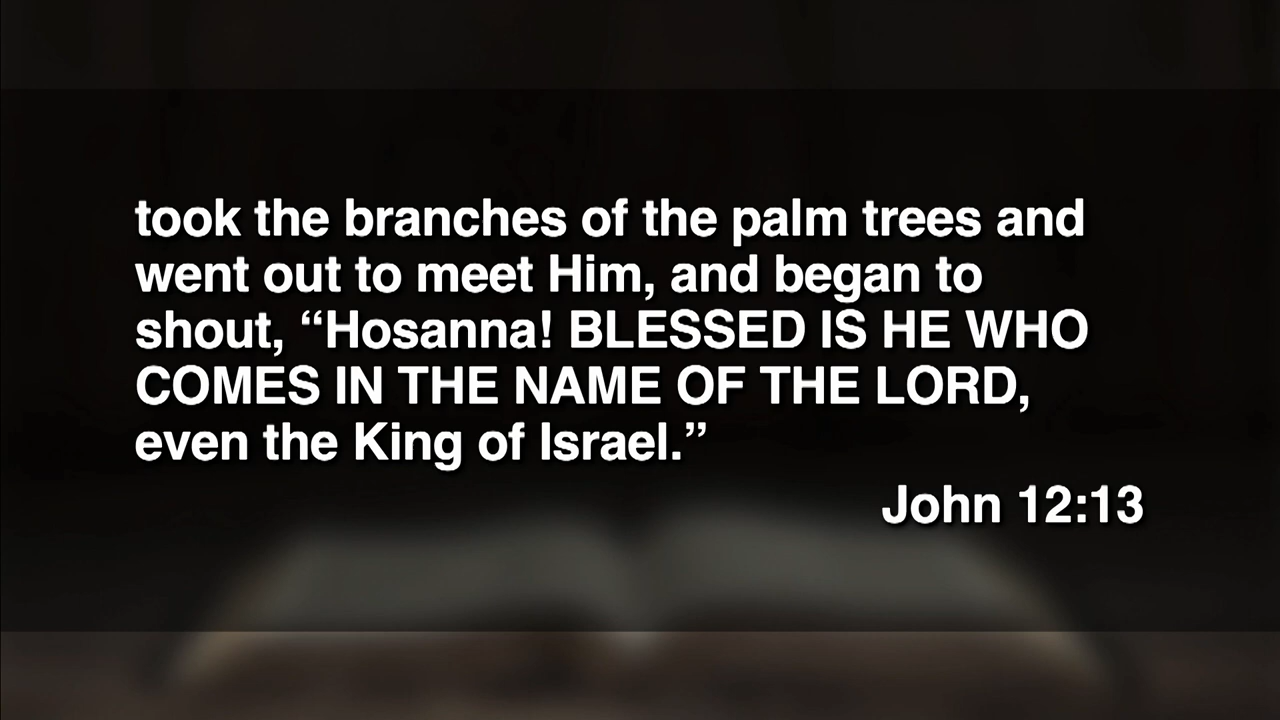 took the branches of the palm trees and
went out to meet Him, and began to
shout, “Hosanna! BLESSED IS HE WHO
COMES IN THE NAME OF THE LORD,
even the King of Israel.”
John 12:13